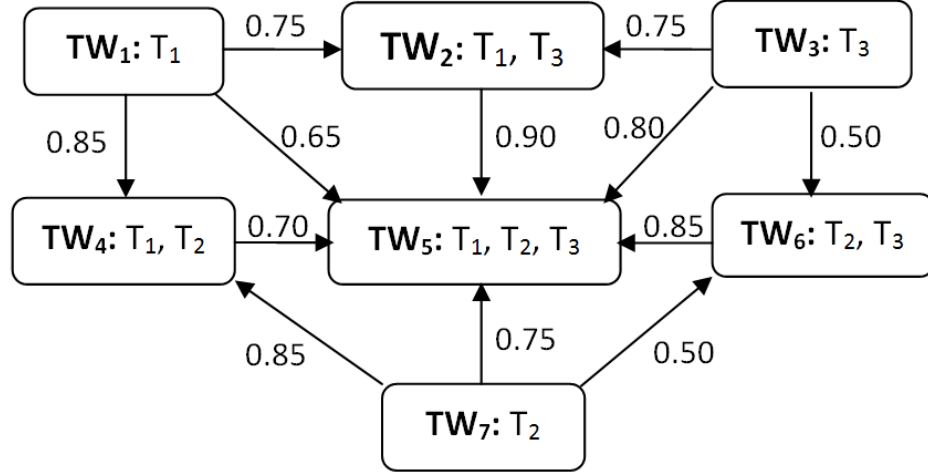 TW₁: T₁
0.75
TW₂: T₁, T₃
0.75
TW₃: T₃
0.85
0.65
0.90
0.80
0.50
TW₄: T₁, T₂
0.70
TW₅: T₁, T₂, T₃
0.85
TW₆: T₂, T₃
0.85
0.75
0.50
TW₇: T₂